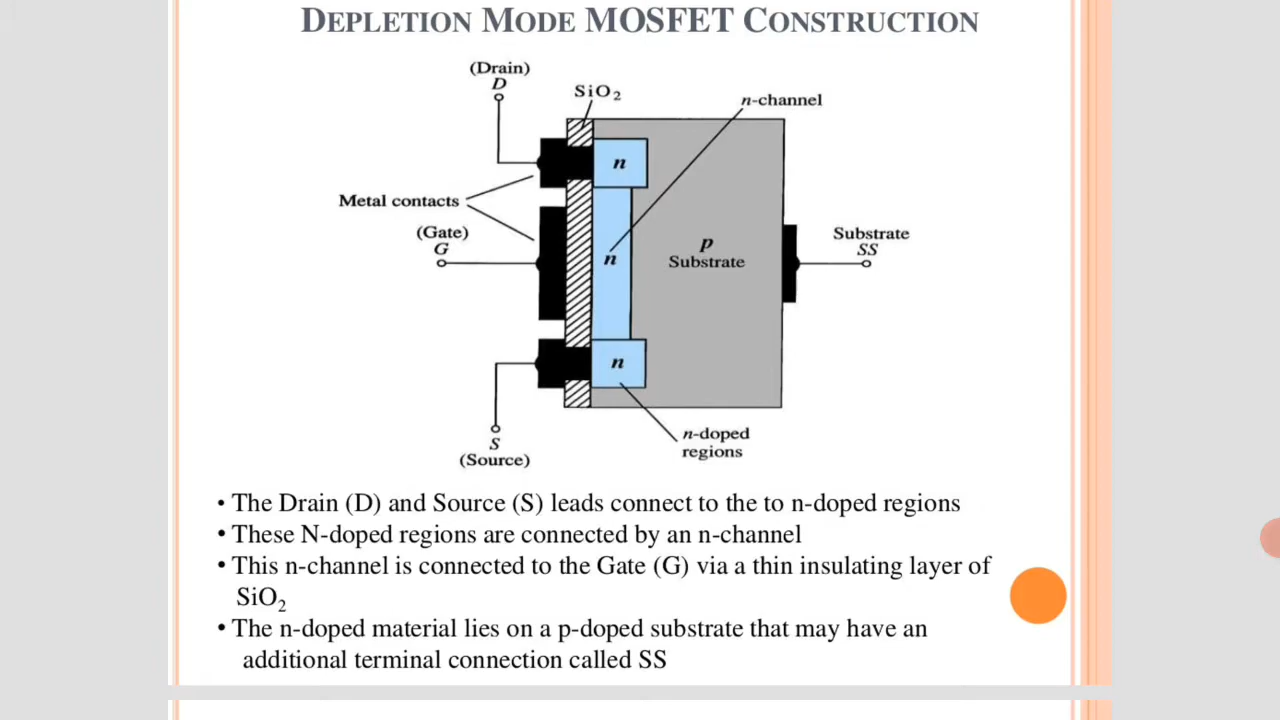 DEPLETION MODE MOSFET CONSTRUCTION
(Drain)
D
SiO₂
n-channel
n
Metal contacts
(Gate)
G
n
p
Substrate
Substrate
SS
n
S
(Source)
n-doped
regions
• The Drain (D) and Source (S) leads connect to the to n-doped regions
• These N-doped regions are connected by an n-channel
• This n-channel is connected to the Gate (G) via a thin insulating layer of
SiO₂
• The n-doped material lies on a p-doped substrate that may have an
additional terminal connection called SS